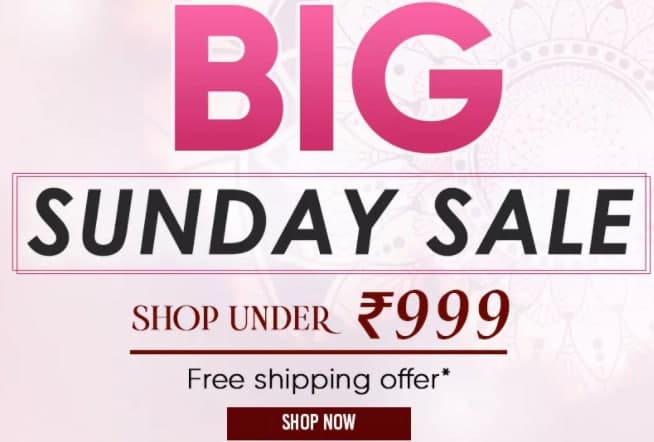 BIG
SUNDAY SALE
SHOP UNDER ₹999
Free shipping offer*
SHOP NOW